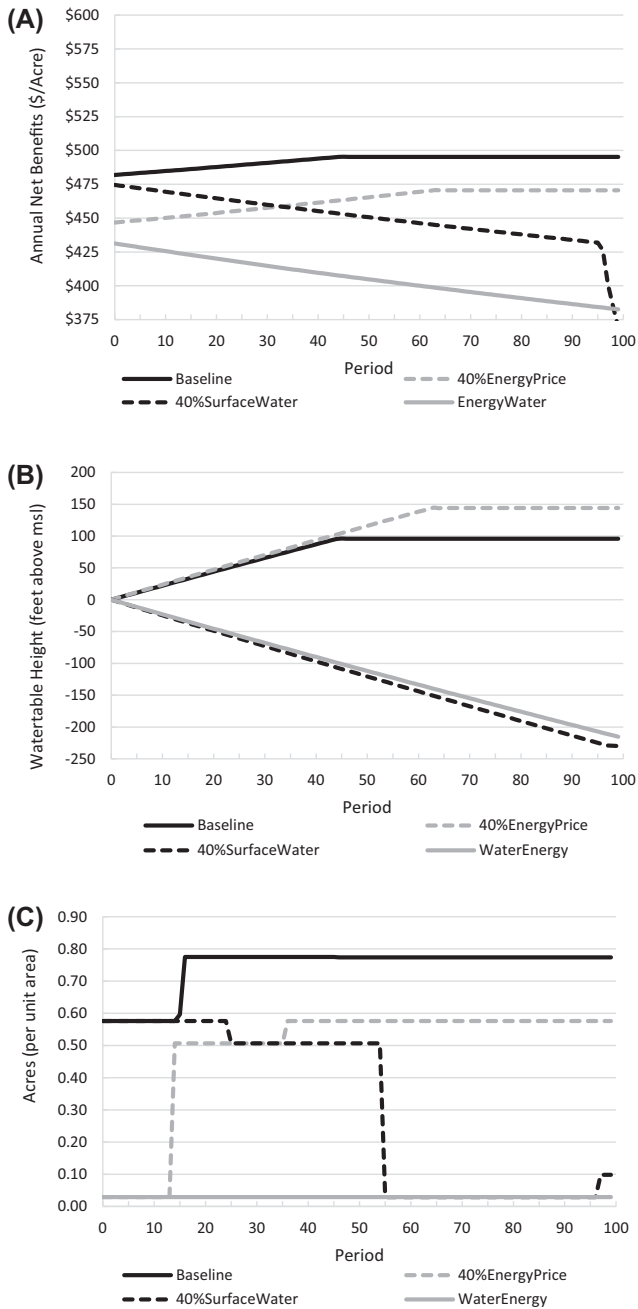 (A)
Annual Net Benefits ($/Acre)
$600
$575
$550
$525
$500
$475
$450
$425
$400
$375
0 10 20 30 40 50 60 70 80 90 100
Period
Baseline 40%EnergyPrice
40%SurfaceWater EnergyWater
(B)
Watertable Height (feet above msl)
200
150
100
50
0
-50
-100
-150
-200
-250
0 10 20 30 40 50 60 70 80 90 100
Period
Baseline 40%EnergyPrice
40%SurfaceWater WaterEnergy
(C)
Acres (per unit area)
0.90
0.80
0.70
0.60
0.50
0.40
0.30
0.20
0.10
0.00
0 10 20 30 40 50 60 70 80 90 100
Period
Baseline 40%EnergyPrice
40%SurfaceWater WaterEnergy